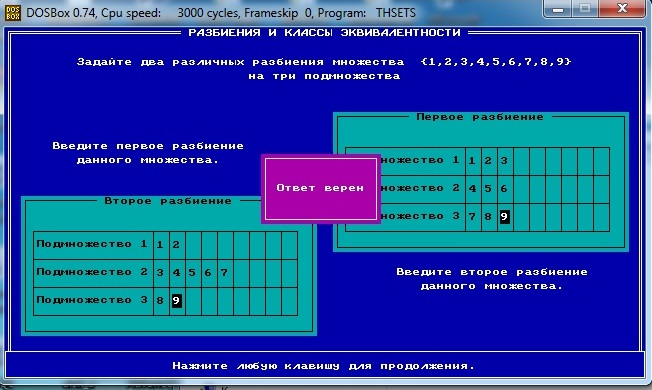 DOSBox 0.74, Cpu speed: 3000 cycles, Frameskip 0, Program: THSETS
РАЗБИЕНИЯ И КЛАССЫ ЭКВИВАЛЕНТНОСТИ
Задайте два различных разбиения множества {1,2,3,4,5,6,7,8,9}
на три подмножества
Первое разбиение
Введите первое разбиение
данного множества.
множество 1 1 2 3
множество 2 4 5 6
множество 3 7 8 9
Ответ верен
Второе разбиение
Подмножество 1 1 2
Подмножество 2 3 4 5 6 7
Подмножество 3 8 9
Введите второе разбиение
данного множества.
Нажмите любую клавишу для продолжения.